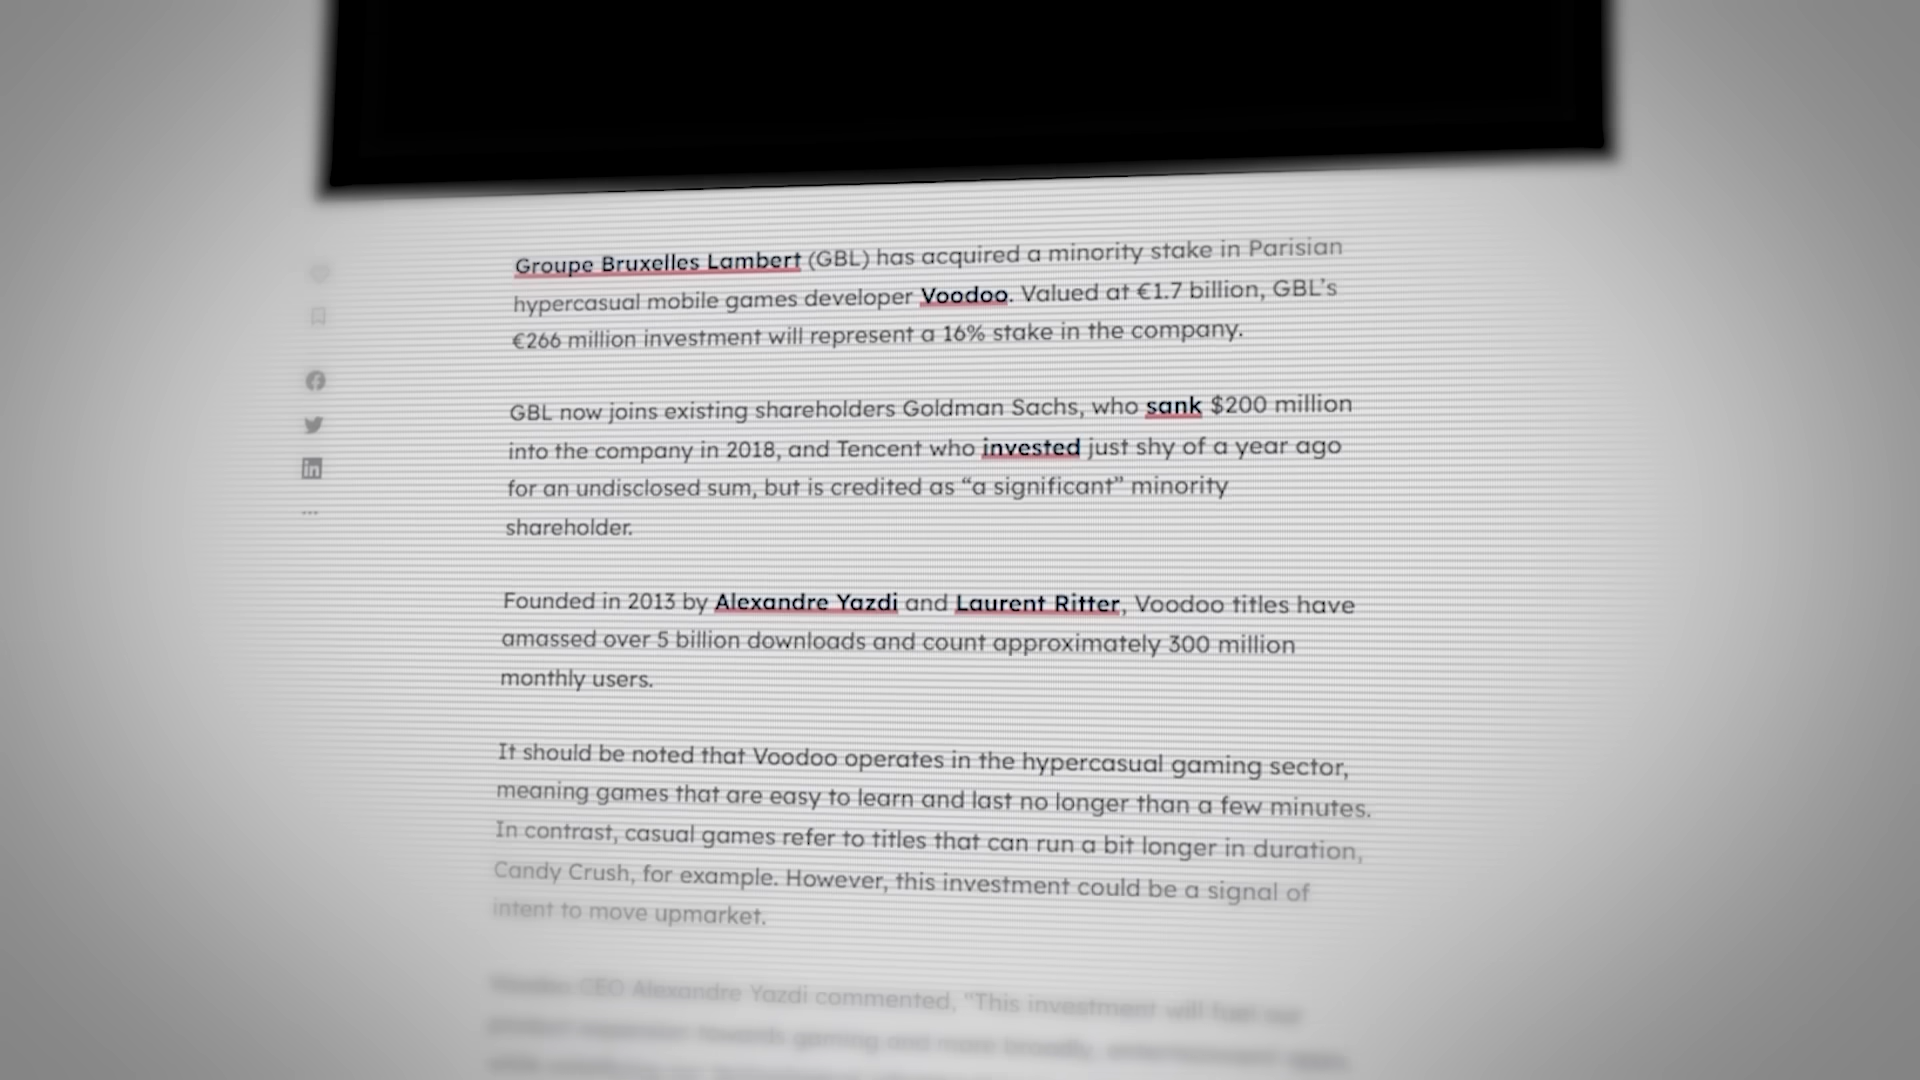 Groupe Bruxelles Lambert (GBL) has acquired a minority stake in Parisian
hypercasual mobile games developer Voodoo. Valued at €1.7 billion, GBL's
€266 million investment will represent a 16% stake in the company.
GBL now joins existing shareholders Goldman Sachs, who sank $200 million
into the company in 2018, and Tencent who invested just shy of a year ago
for an undisclosed sum, but is credited as “a significant” minority
shareholder.
Founded in 2013 by Alexandre Yazdi and Laurent Ritter, Voodoo titles have
amassed over 5 billion downloads and count approximately 300 million
monthly users.
It should be noted that Voodoo operates in the hypercasual gaming sector,
meaning games that are easy to learn and last no longer than a few minutes.
In contrast, casual games refer to titles that can run a bit longer in duration,
Candy Crush, for example. However, this investment could be a signal of
intent to move upmarket.
Voodoo CEO Alexandre Yazdi commented, “This investment will fuel our